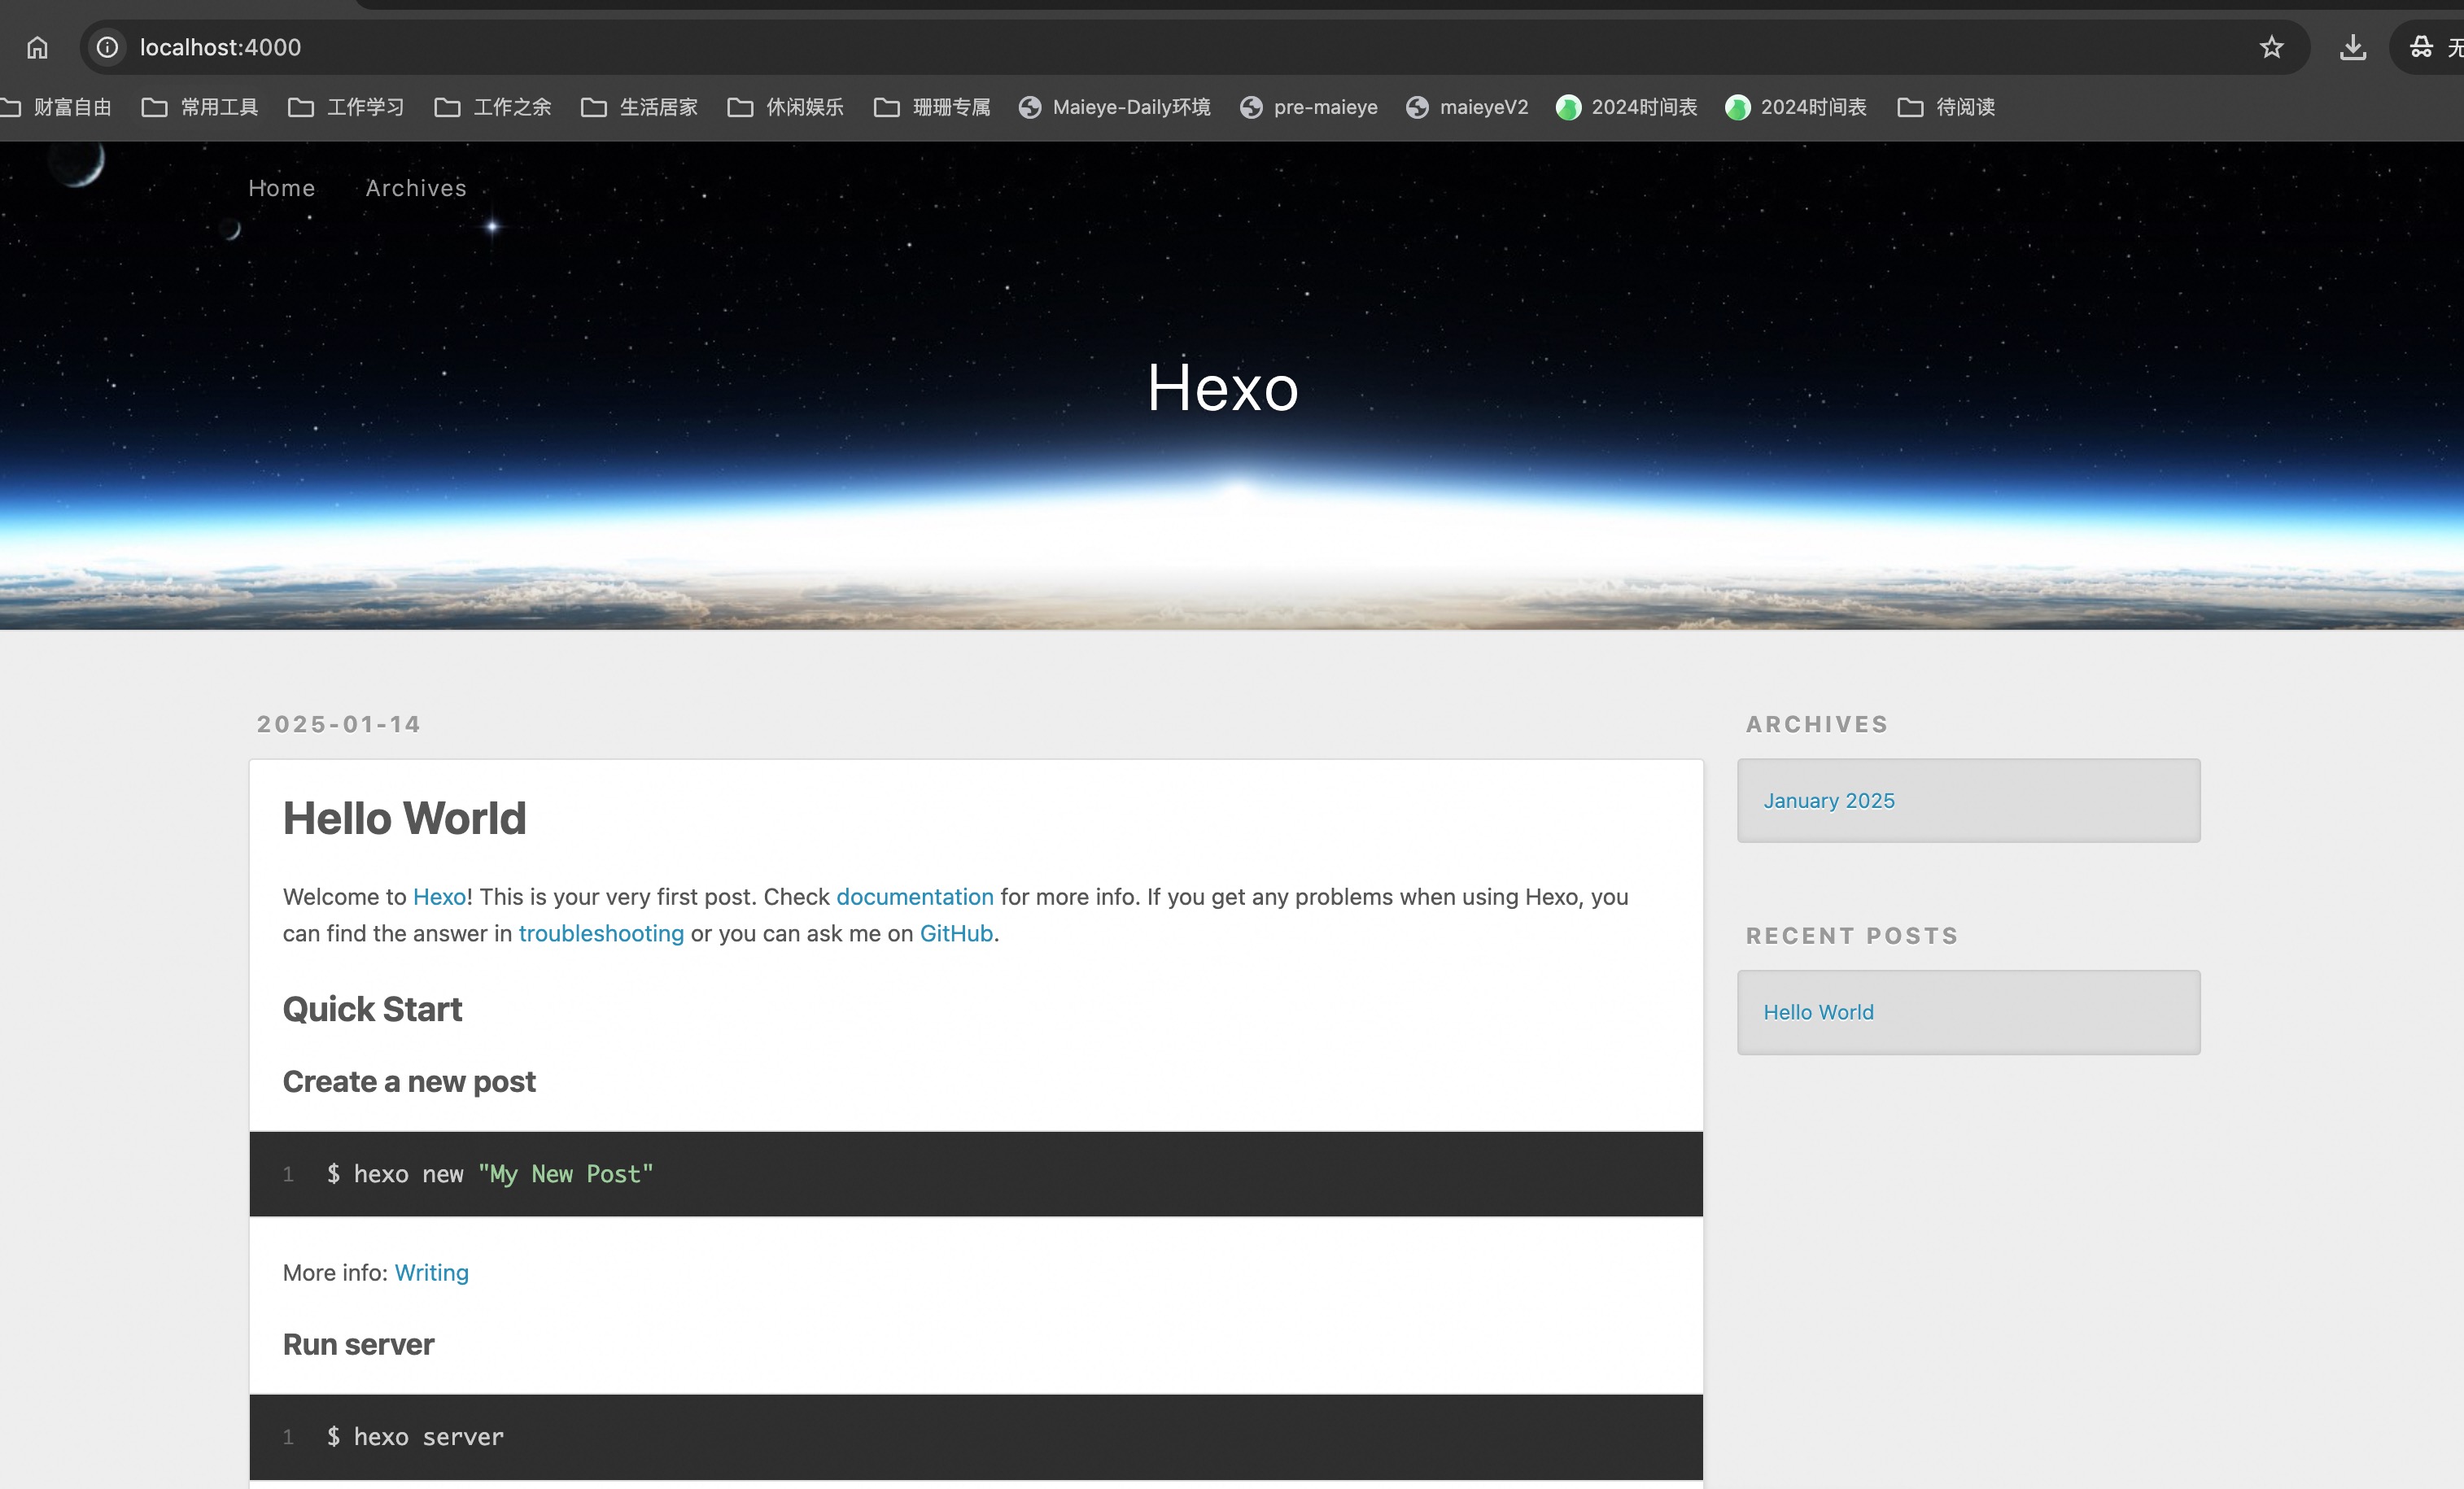 localhost:4000
无
财富自由 常用工具 工作学习 工作之余 生活居家 休闲娱乐 珊珊专属 Maieye-Daily环境 pre-maieye maieyeV2 2024时间表 2024时间表 待阅读
Home Archives
Hexo
2025-01-14
Hello World
Welcome to Hexo! This is your very first post. Check documentation for more info. If you get any problems when using Hexo, you
can find the answer in troubleshooting or you can ask me on GitHub.
Quick Start
Create a new post
1 $ hexo new "My New Post"
More info: Writing
Run server
1 $ hexo server
ARCHIVES
January 2025
RECENT POSTS
Hello World